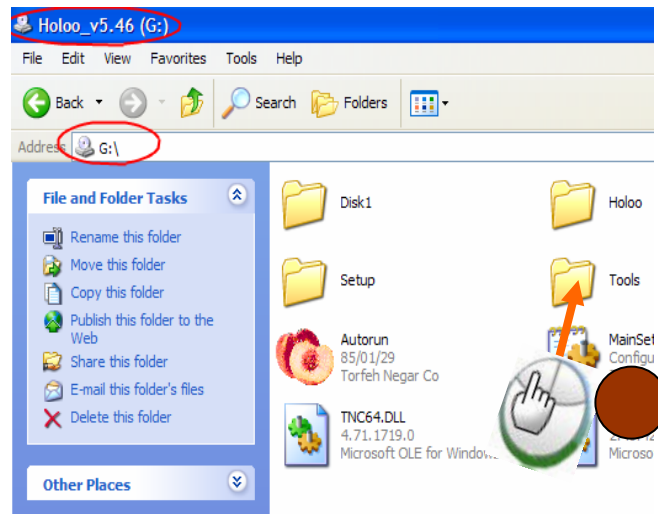 Holoo_v5.46 (G:)
File Edit View Favorites Tools Help
Back Search Folders
Address G:\
File and Folder Tasks
Rename this folder
Move this folder
Copy this folder
Publish this folder to the
Web
Share this folder
E-mail this folder's files
Delete this folder
Other Places
Disk1
Holoo
Setup
Tools
Autorun
85/01/29
Torfeh Negar Co
TNC64.DLL
4.71.1719.0
Microsoft OLE for